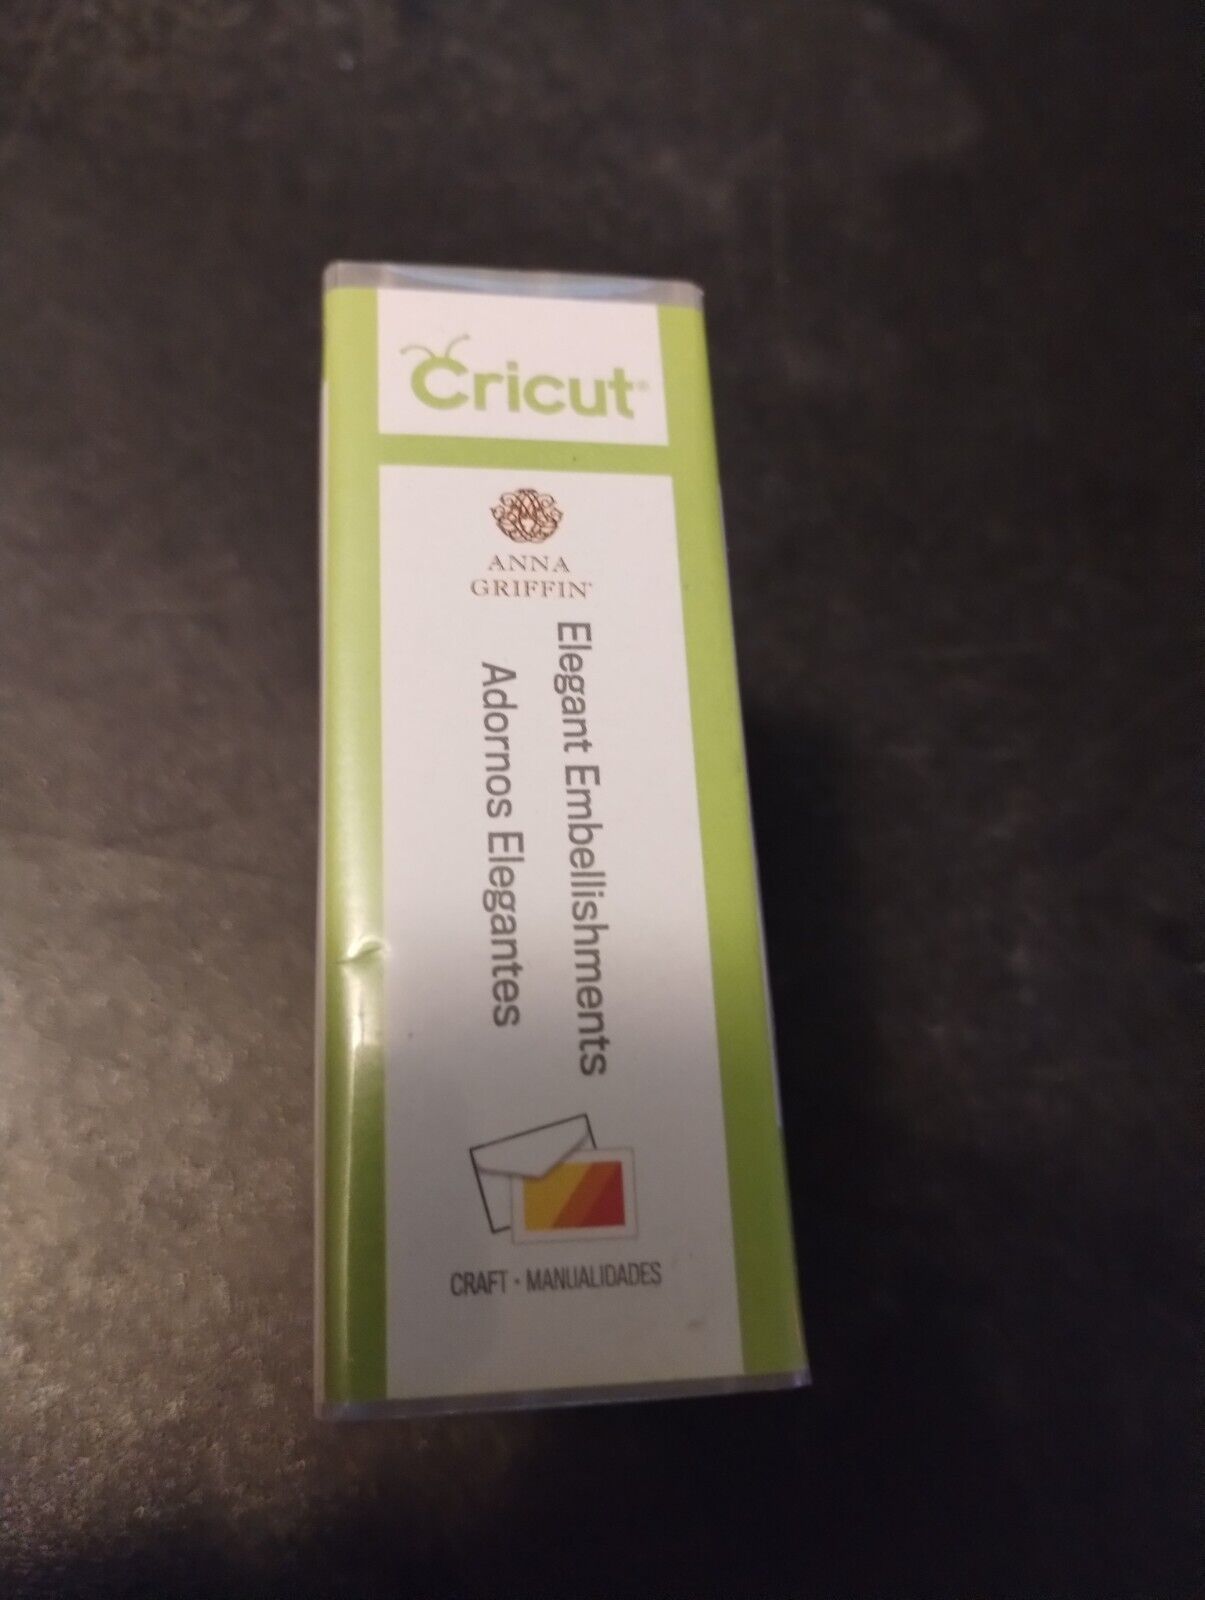 Cricut®
ANNA
GRIFFIN®
Elegant Embellishments
Adornos Elegantes
CRAFT • MANUALIDADES